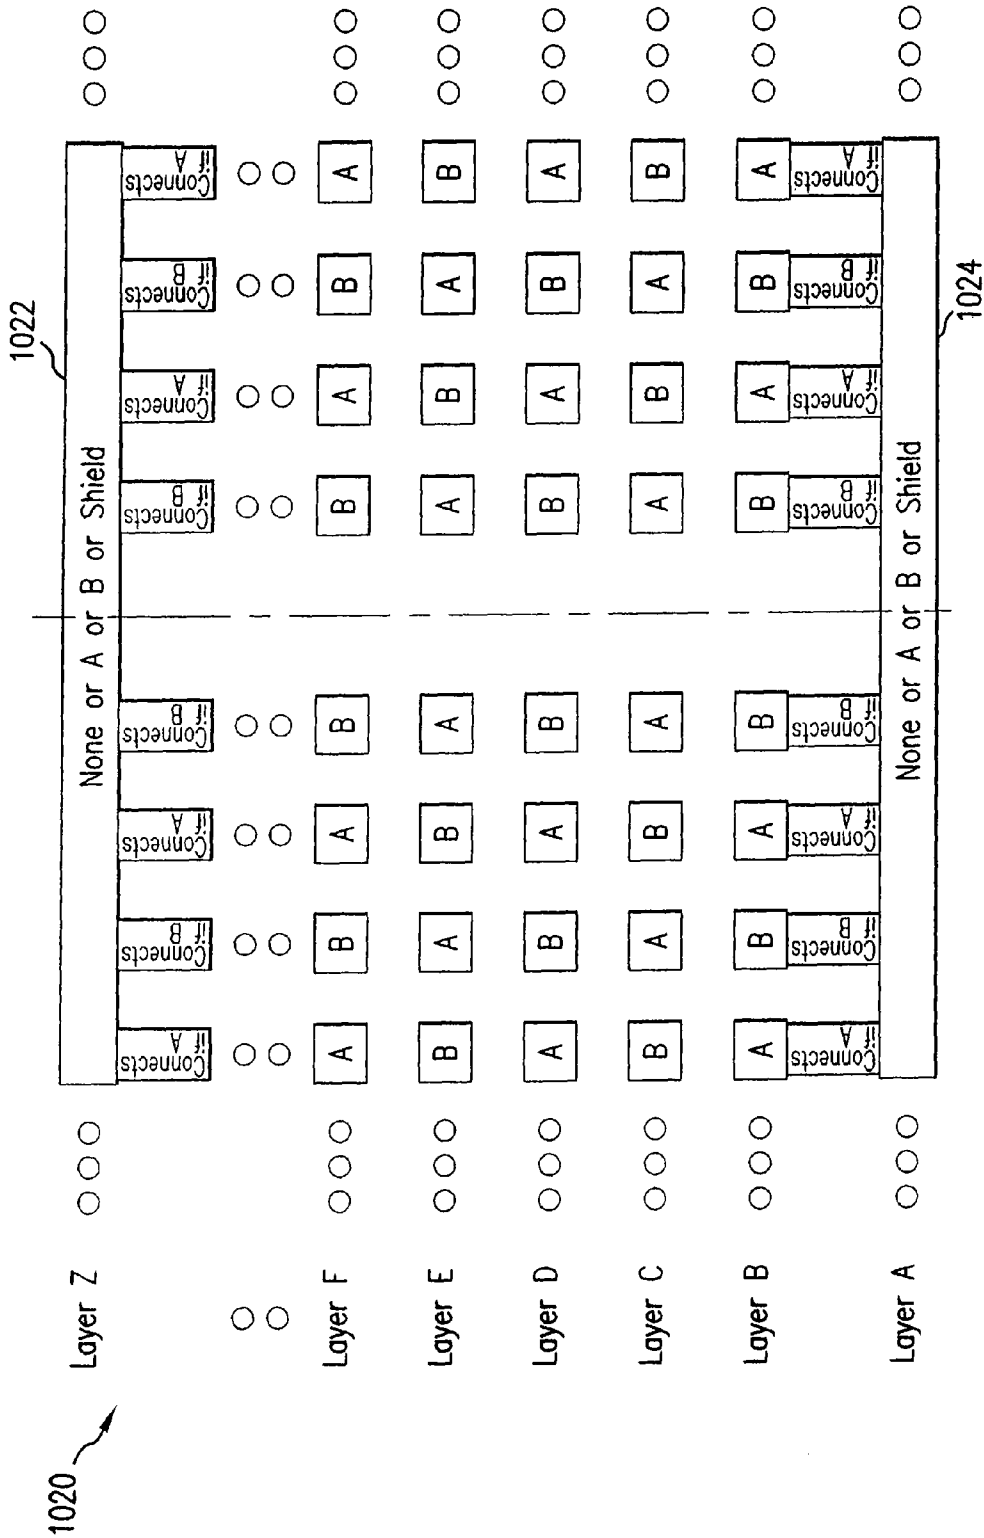 1020
1022
Layer Z
None or A or B or Shield
Connects
if
A
Connects
if
B
Connects
if
A
Connects
if
B
Connects
if
B
Connects
if
A
Connects
if
B
Connects
if
A
Layer F A B A B B A B A
Layer E B A B A A B A B
Layer D A B A B B A B A
Layer C B A B A A B A B
Layer B A B A B B A B A
Connects
if
A
Connects
if
B
Connects
if
A
Connects
if
B
Connects
if
B
Connects
if
A
Connects
if
B
Connects
if
A
Layer A
None or A or B or Shield
1024